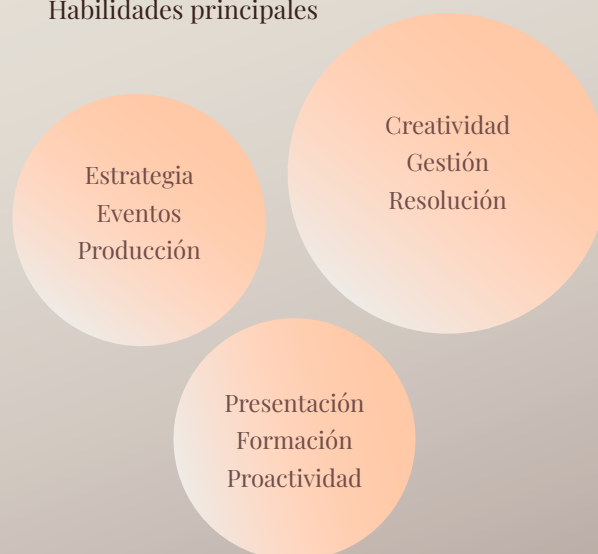 Habilidades principales
Estrategia
Eventos
Producción
Creatividad
Gestión
Resolución
Presentación
Formación
Proactividad